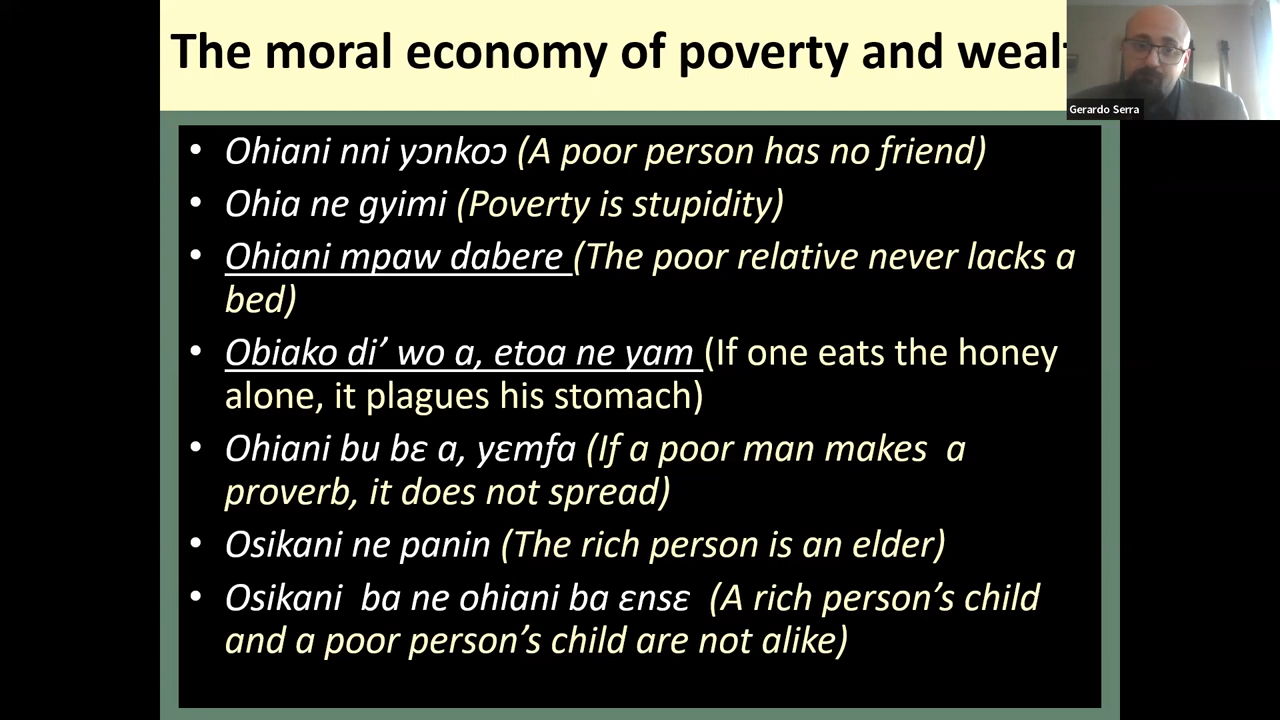 The moral economy of poverty and wealt
Gerardo Serra
• Ohiani nni yɔnkoɔ (A poor person has no friend)
• Ohia ne gyimi (Poverty is stupidity)
• Ohiani mpaw dabere (The poor relative never lacks a
bed)
• Obiako di’ wo a, etoa ne yam (If one eats the honey
alone, it plagues his stomach)
• Ohiani bu bɛ a, yɛmfa (If a poor man makes a
proverb, it does not spread)
• Osikani ne panin (The rich person is an elder)
• Osikani ba ne ohiani ba ɛnsɛ (A rich person’s child
and a poor person’s child are not alike)